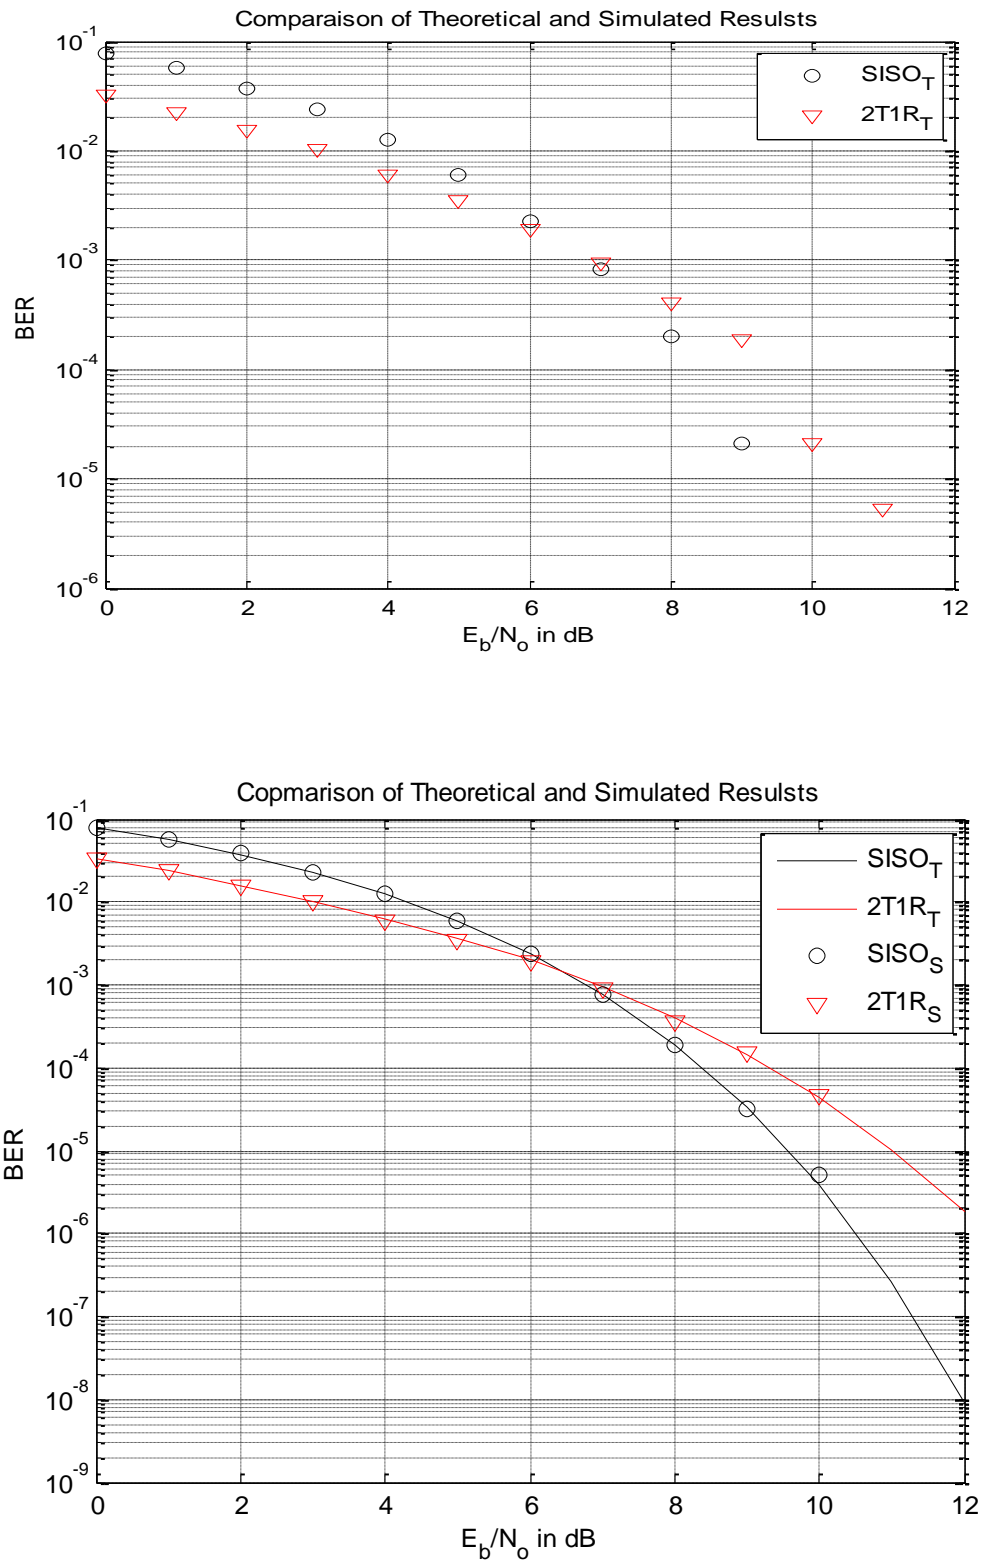 Comparaison of Theoretical and Simulated Resulsts
10^-1
10^-2
10^-3
10^-4
10^-5
10^-6
BER
0 2 4 6 8 10 12
E_b/N_o in dB
SISO_T
2T1R_T
Copmarison of Theoretical and Simulated Resulsts
10^-1
10^-2
10^-3
10^-4
10^-5
10^-6
10^-7
10^-8
10^-9
BER
0 2 4 6 8 10 12
E_b/N_o in dB
SISO_T
2T1R_T
SISO_S
2T1R_S